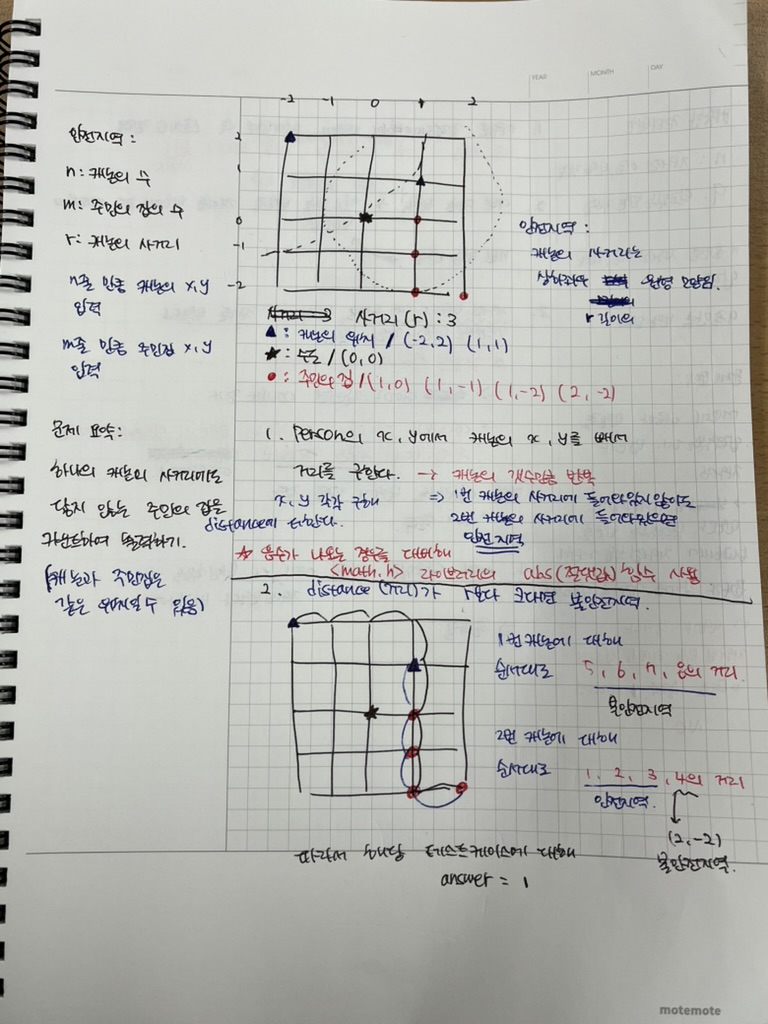 YEAR MONTH DAY
-2 -1 0 1 2
2
1
0
-1
-2
안전지역 :
n : 캐논의 수
m : 주민의 집의 수
r : 캐논의 사거리
n줄 만큼 캐논의 x, y
입력
m줄 만큼 주민집 x, y
입력
안전지역 :
캐논의 사거리는
상하좌우 원형 모양임.
r 길이의
사거리 (r) : 3
▲ : 캐논의 위치 / (-2, 2) (1, 1)
★ : 수도 / (0, 0)
● : 주민의 집 / (1, 0) (1, -1) (1, -2) (2, -2)
문제 요약 :
하나의 캐논의 사거리에도
닿지 않는 주민의 집을
카운트하여 출력하기.
(캐논과 주민집은
같은 위치일 수 있음)
1. Person의 x, y에서 캐논의 x, y를 빼서
거리를 구한다. → 캐논의 갯수만큼 반복
x, y 각각 구해
distance에 더한다.
⇒ 1번 캐논의 사거리에 들어와있지 않아도
2번 캐논의 사거리에 들어와있으면
안전지역
★ 음수가 나오는 경우를 대비해
<math.h> 라이브러리의 abs(절댓값) 함수 사용
2. distance (거리)가 r보다 크다면 불안전지역.
1번 캐논에 대해
순서대로 5, 6, 7, 8의 거리
불안전지역
2번 캐논에 대해
순서대로 1, 2, 3, 4의 거리
안전지역.
(2, -2)
불안전지역.
따라서 해당 테스트케이스에 대해
answer = 1
motemote